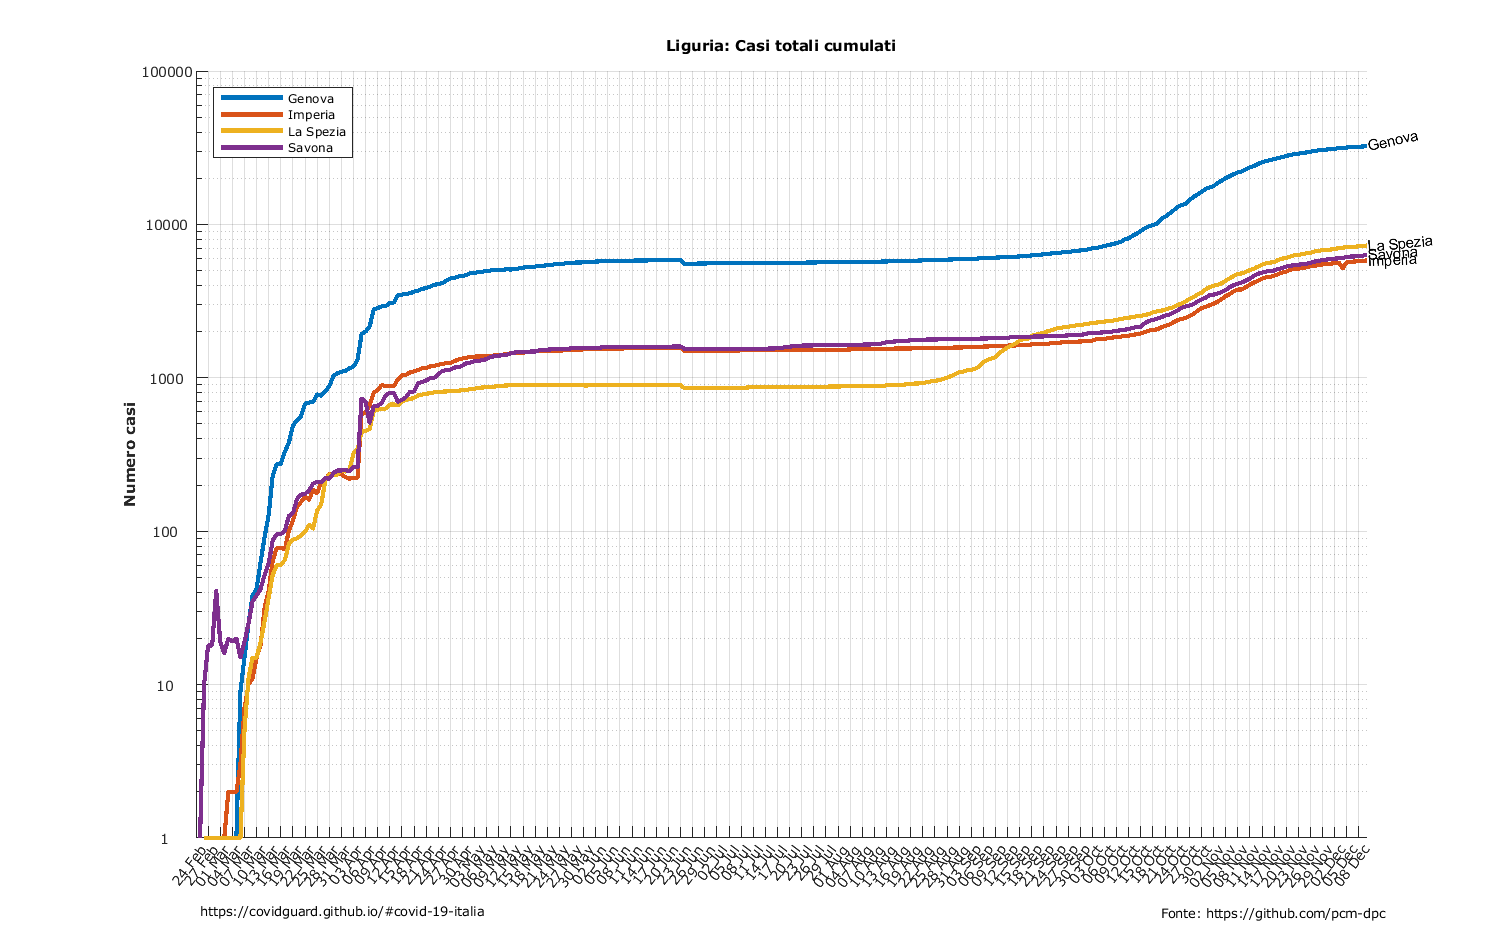 Liguria: Casi totali cumulati
100000
10000
1000
100
10
1
Numero casi
Genova
Imperia
La Spezia
Savona
Genova
La Spezia
Savona
Imperia
24 Feb
27 Feb
01 Mar
04 Mar
07 Mar
10 Mar
13 Mar
16 Mar
19 Mar
22 Mar
25 Mar
28 Mar
31 Mar
03 Apr
06 Apr
09 Apr
12 Apr
15 Apr
18 Apr
21 Apr
24 Apr
27 Apr
30 Apr
03 May
06 May
09 May
12 May
15 May
18 May
21 May
24 May
27 May
30 May
02 Jun
05 Jun
08 Jun
11 Jun
14 Jun
17 Jun
20 Jun
23 Jun
26 Jun
29 Jun
02 Jul
05 Jul
08 Jul
11 Jul
14 Jul
17 Jul
20 Jul
23 Jul
26 Jul
29 Jul
01 Aug
04 Aug
07 Aug
10 Aug
13 Aug
16 Aug
19 Aug
22 Aug
25 Aug
28 Aug
31 Aug
03 Sep
06 Sep
09 Sep
12 Sep
15 Sep
18 Sep
21 Sep
24 Sep
27 Sep
30 Sep
03 Oct
06 Oct
09 Oct
12 Oct
15 Oct
18 Oct
21 Oct
24 Oct
27 Oct
30 Oct
02 Nov
05 Nov
08 Nov
11 Nov
14 Nov
17 Nov
20 Nov
23 Nov
26 Nov
29 Nov
02 Dec
05 Dec
08 Dec
https://covidguard.github.io/#covid-19-italia
Fonte: https://github.com/pcm-dpc